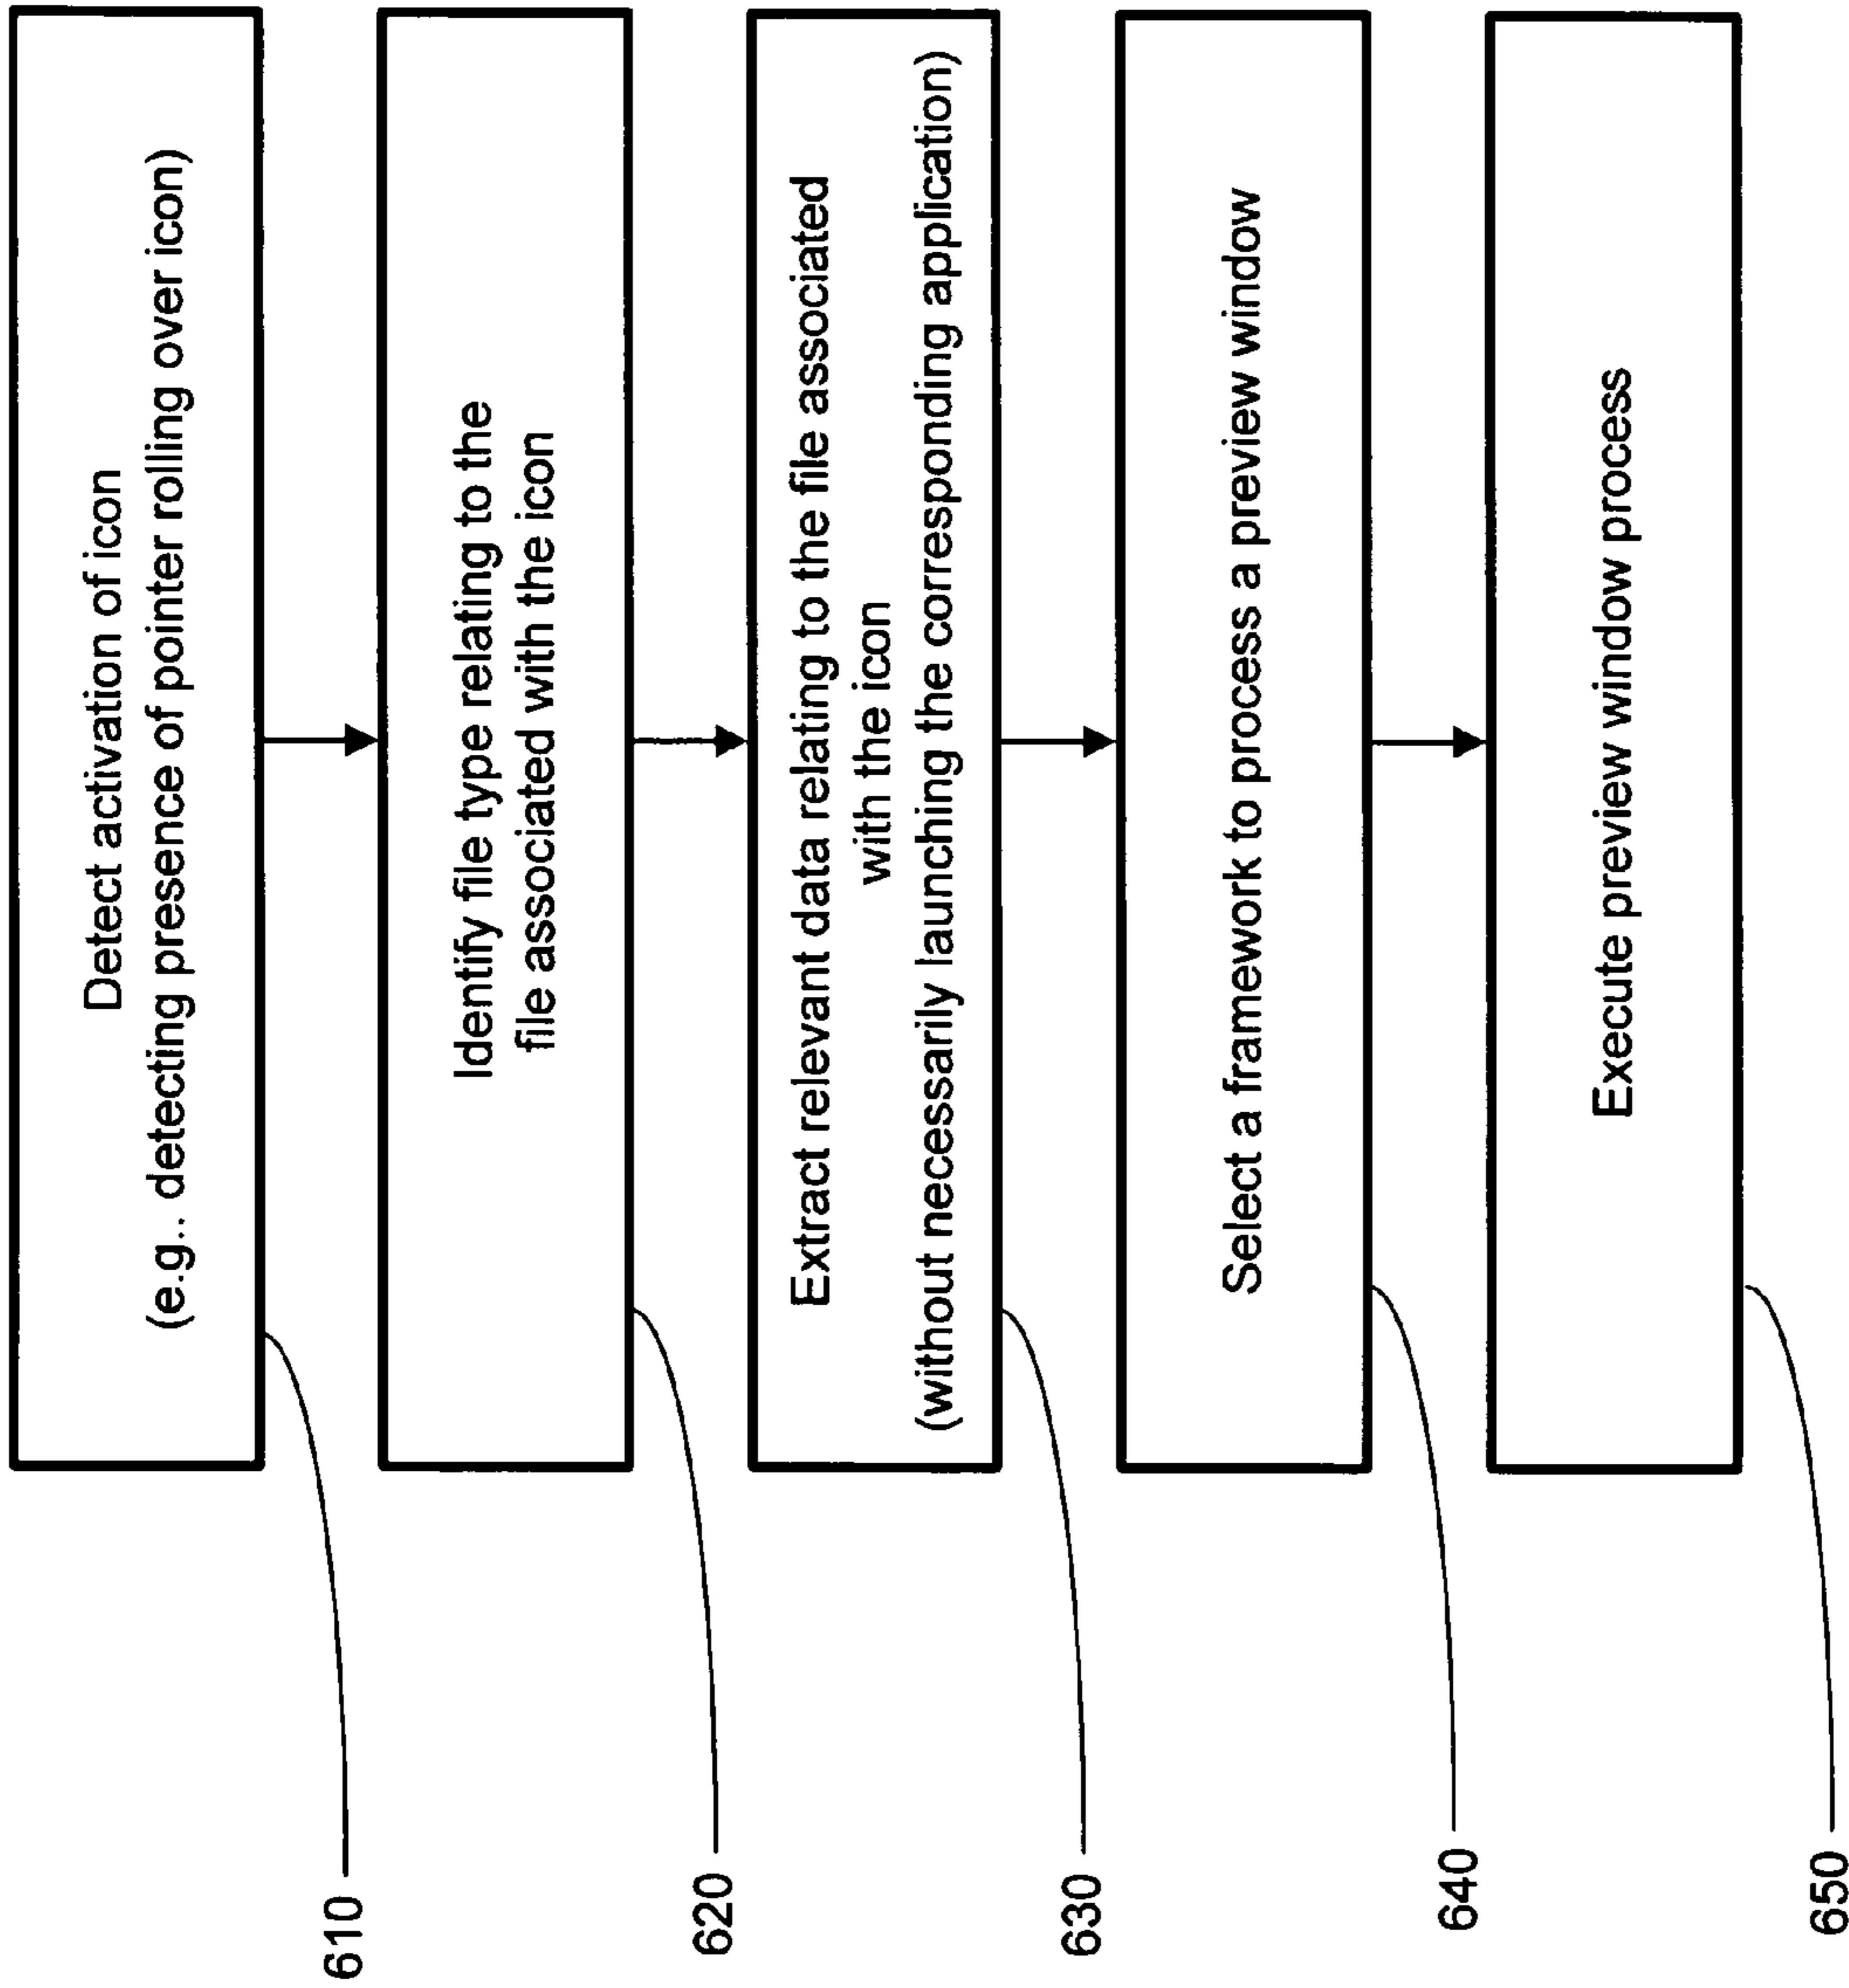 Detect activation of icon
(e.g.. detecting presence of pointer rolling over icon)
610
Identify file type relating to the
file associated with the icon
620
Extract relevant data relating to the file associated
with the icon
(without necessarily launching the corresponding application)
630
Select a framework to process a preview window
640
Execute preview window process
650